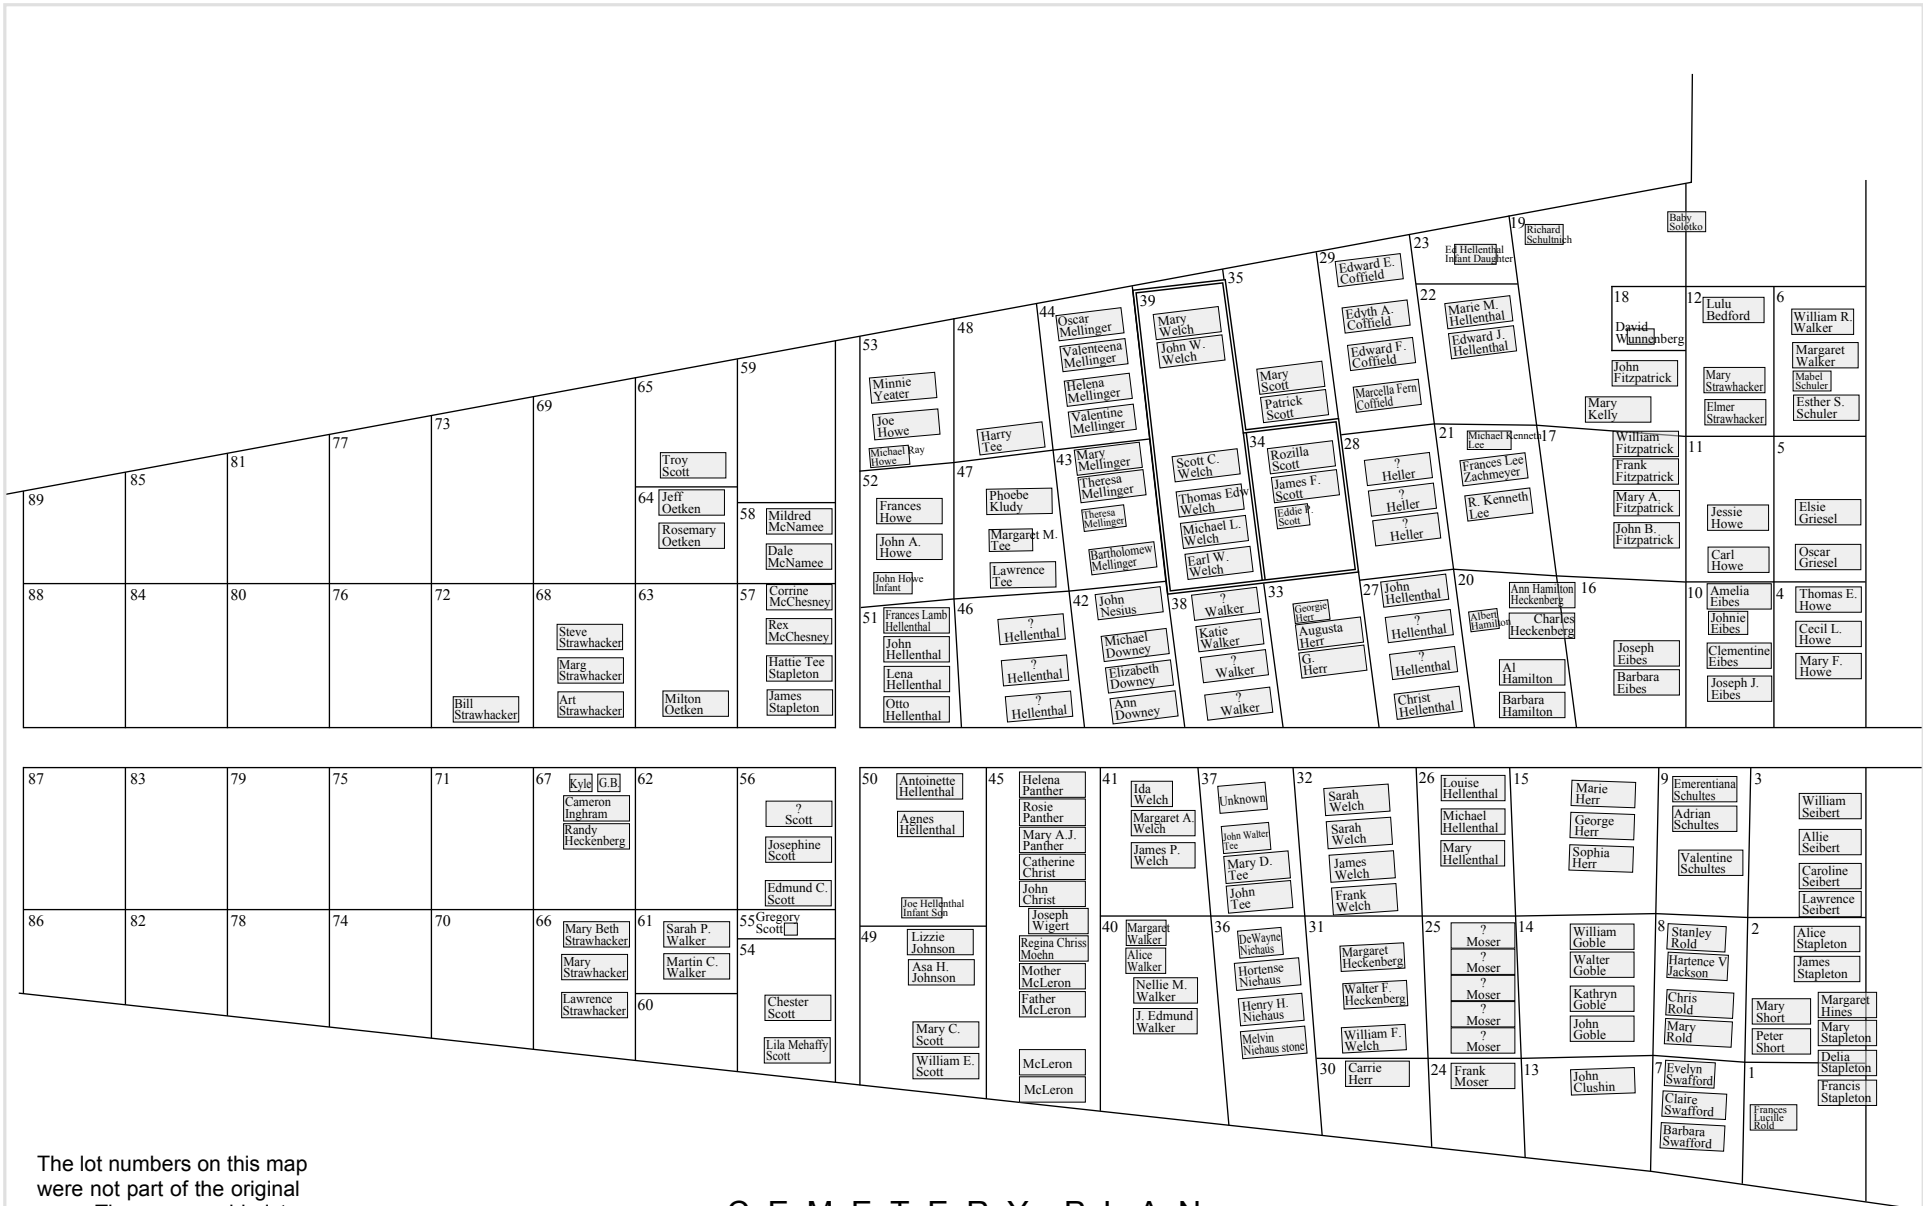 19
Richard
Schultnich
Baby
Solotko
23
Ed Hellenthal
Infant Daughter
29
Edward E.
Coffield
Edyth A.
Coffield
Edward F.
Coffield
Marcella Fern
Coffield
35
Mary
Scott
Patrick
Scott
22
Marie M.
Hellenthal
Edward J.
Hellenthal
18
David
Wunnenberg
John
Fitzpatrick
Mary
Kelly
12
Lulu
Bedford
Mary
Strawhacker
Elmer
Strawhacker
6
William R.
Walker
Margaret
Walker
Mabel
Schuler
Esther S.
Schuler
39
Mary
Welch
John W.
Welch
Scott C.
Welch
Thomas Edw
Welch
Michael L.
Welch
Earl W.
Welch
44
Oscar
Mellinger
Valenteena
Mellinger
Helena
Mellinger
Valentine
Mellinger
48
Harry
Tee
53
Minnie
Yeater
Joe
Howe
Michael Ray
Howe
59
65
Troy
Scott
69
73
77
81
85
89
64
Jeff
Oetken
Rosemary
Oetken
58
Mildred
McNamee
Dale
McNamee
52
Frances
Howe
John A.
Howe
John Howe
Infant
47
Phoebe
Kludy
Margaret M.
Tee
Lawrence
Tee
43
Mary
Mellinger
Theresa
Mellinger
Theresa
Mellinger
Bartholomew
Mellinger
34
Rozilla
Scott
James F.
Scott
Eddie P.
Scott
28
?
Heller
?
Heller
?
Heller
21
Michael Kenneth
Lee
Frances Lee
Zachmeyer
R. Kenneth
Lee
17
William
Fitzpatrick
Frank
Fitzpatrick
Mary A.
Fitzpatrick
John B.
Fitzpatrick
11
Jessie
Howe
Carl
Howe
5
Elsie
Griesel
Oscar
Griesel
88
84
80
76
72
Bill
Strawhacker
68
Steve
Strawhacker
Marg
Strawhacker
Art
Strawhacker
63
Milton
Oetken
57
Corrine
McChesney
Rex
McChesney
Hattie Tee
Stapleton
James
Stapleton
51
Frances Lamb
Hellenthal
John
Hellenthal
Lena
Hellenthal
Otto
Hellenthal
46
?
Hellenthal
?
Hellenthal
?
Hellenthal
42
John
Nesius
Michael
Downey
Elizabeth
Downey
Ann
Downey
38
?
Walker
Katie
Walker
?
Walker
?
Walker
33
Georgie
Herr
Augusta
Herr
G.
Herr
27
John
Hellenthal
?
Hellenthal
?
Hellenthal
Christ
Hellenthal
20
Albert
Hamilton
Ann Hamilton
Heckenberg
Charles
Heckenberg
Al
Hamilton
Barbara
Hamilton
16
Joseph
Eibes
Barbara
Eibes
10
Amelia
Eibes
Johnie
Eibes
Clementine
Eibes
Joseph J.
Eibes
4
Thomas E.
Howe
Cecil L.
Howe
Mary F.
Howe
87
83
79
75
71
67
Kyle
G.B.
Cameron
Inghram
Randy
Heckenberg
62
56
?
Scott
Josephine
Scott
Edmund C.
Scott
50
Antoinette
Hellenthal
Agnes
Hellenthal
Joe Hellenthal
Infant Son
45
Helena
Panther
Rosie
Panther
Mary A.J.
Panther
Catherine
Christ
John
Christ
Joseph
Wigert
Regina Chriss
Moehn
Mother
McLeron
Father
McLeron
McLeron
McLeron
41
Ida
Welch
Margaret A.
Welch
James P.
Welch
37
Unknown
John Walter
Tee
Mary D.
Tee
John
Tee
32
Sarah
Welch
Sarah
Welch
James
Welch
Frank
Welch
26
Louise
Hellenthal
Michael
Hellenthal
Mary
Hellenthal
15
Marie
Herr
George
Herr
Sophia
Herr
9
Emerentiana
Schultes
Adrian
Schultes
Valentine
Schultes
3
William
Seibert
Allie
Seibert
Caroline
Seibert
Lawrence
Seibert
86
82
78
74
70
66
Mary Beth
Strawhacker
Mary
Strawhacker
Lawrence
Strawhacker
61
Sarah P.
Walker
Martin C.
Walker
60
55
Gregory
Scott
54
Chester
Scott
Lila Mehaffy
Scott
49
Lizzie
Johnson
Asa H.
Johnson
Mary C.
Scott
William E.
Scott
40
Margaret
Walker
Alice
Walker
Nellie M.
Walker
J. Edmund
Walker
36
DeWayne
Niehaus
Hortense
Niehaus
Henry H.
Niehaus
Melvin
Niehaus stone
31
Margaret
Heckenberg
Walter F.
Heckenberg
William F.
Welch
30
Carrie
Herr
25
?
Moser
?
Moser
?
Moser
?
Moser
?
Moser
24
Frank
Moser
14
William
Goble
Walter
Goble
Kathryn
Goble
John
Goble
13
John
Clushin
8
Stanley
Rold
Hartence V
Jackson
Chris
Rold
Mary
Rold
7
Evelyn
Swafford
Claire
Swafford
Barbara
Swafford
2
Alice
Stapleton
James
Stapleton
Mary
Short
Peter
Short
Margaret
Hines
Mary
Stapleton
Delia
Stapleton
Francis
Stapleton
1
Frances
Lucille
Rold
The lot numbers on this map
were not part of the original
CEMETERY PLAN